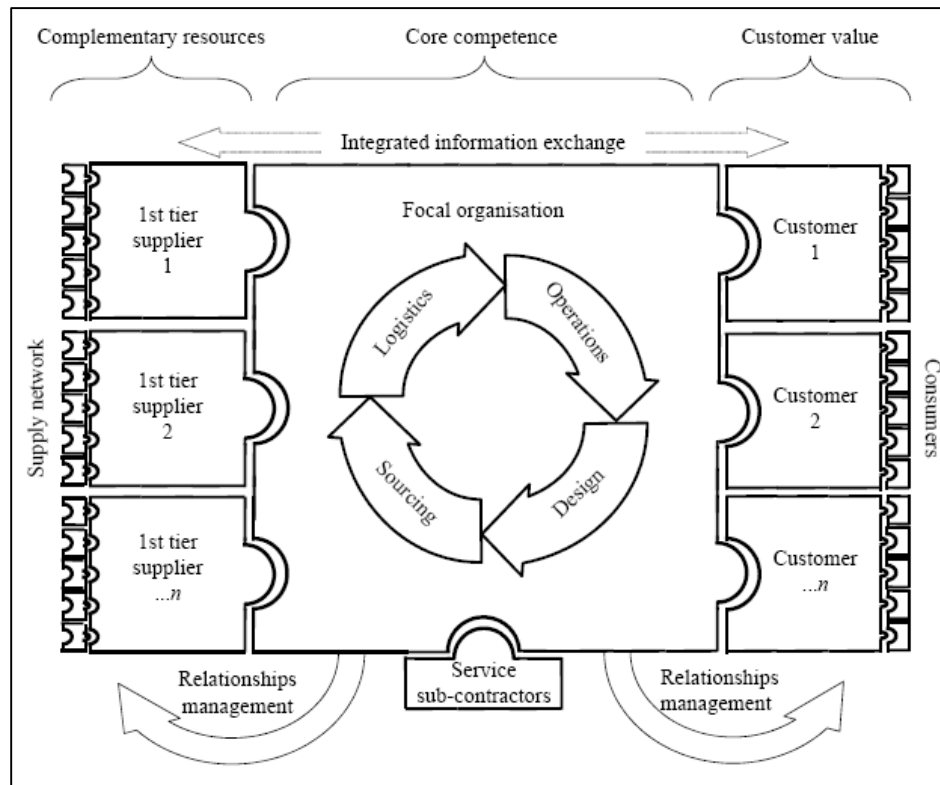 Complementary resources
Core competence
Customer value
Integrated information exchange
Focal organisation
1st tier
supplier
1
1st tier
supplier
2
1st tier
supplier
...n
Supply network
Logistics
Operations
Sourcing
Design
Customer
1
Customer
2
Customer
...n
Consumers
Relationships
management
Service
sub-contractors
Relationships
management